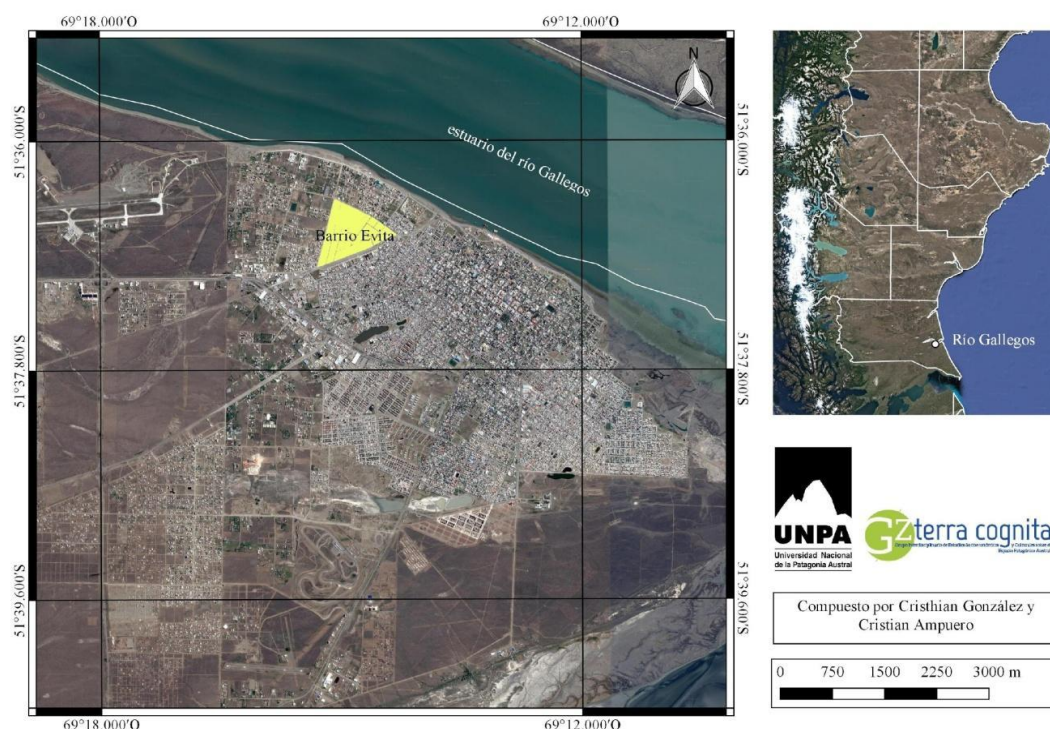 69°18.000'O
69°12.000'O
51°36.000'S
51°36.000'S
N
estuario del río Gallegos
Barrio Evita
51°37.800'S
51°37.800'S
51°39.600'S
51°39.600'S
69°18.000'O
69°12.000'O
Río Gallegos
UNPA
Universidad Nacional
de la Patagonia Austral
GZ terra cognita
Compuesto por Cristhian González y
Cristian Ampuero
0 750 1500 2250 3000 m